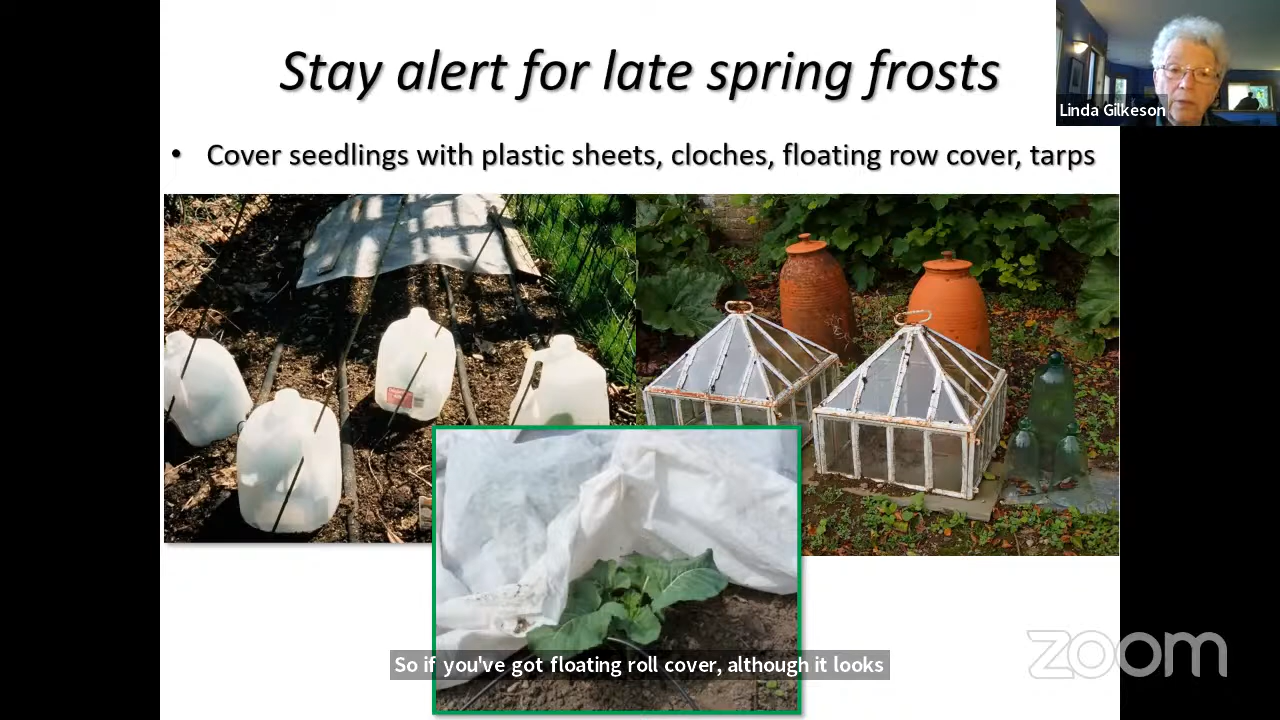 Stay alert for late spring frosts
Linda Gilkeson
• Cover seedlings with plastic sheets, cloches, floating row cover, tarps
So if you've got floating roll cover, although it looks
zoom